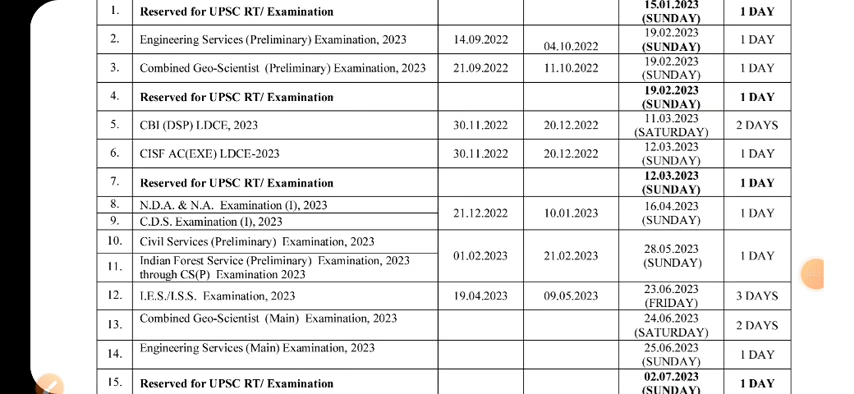 1. Reserved for UPSC RT/ Examination 15.01.2023 1 DAY
(SUNDAY)
2. Engineering Services (Preliminary) Examination, 2023 14.09.2022 04.10.2022 19.02.2023 1 DAY
(SUNDAY)
3. Combined Geo-Scientist (Preliminary) Examination, 2023 21.09.2022 11.10.2022 19.02.2023 1 DAY
(SUNDAY)
4. Reserved for UPSC RT/ Examination 19.02.2023 1 DAY
(SUNDAY)
5. CBI (DSP) LDCE, 2023 30.11.2022 20.12.2022 11.03.2023 2 DAYS
(SATURDAY)
6. CISF AC(EXE) LDCE-2023 30.11.2022 20.12.2022 12.03.2023 1 DAY
(SUNDAY)
7. Reserved for UPSC RT/ Examination 12.03.2023 1 DAY
(SUNDAY)
8. N.D.A. & N.A. Examination (I), 2023 21.12.2022 10.01.2023 16.04.2023 1 DAY
9. C.D.S. Examination (I), 2023 (SUNDAY)
10. Civil Services (Preliminary) Examination, 2023 01.02.2023 21.02.2023 28.05.2023 1 DAY
11. Indian Forest Service (Preliminary) Examination, 2023 (SUNDAY)
through CS(P) Examination 2023
12. I.E.S./I.S.S. Examination, 2023 19.04.2023 09.05.2023 23.06.2023 3 DAYS
(FRIDAY)
13. Combined Geo-Scientist (Main) Examination, 2023 24.06.2023 2 DAYS
(SATURDAY)
14. Engineering Services (Main) Examination, 2023 25.06.2023 1 DAY
(SUNDAY)
15. Reserved for UPSC RT/ Examination 02.07.2023 1 DAY
(SUNDAY)